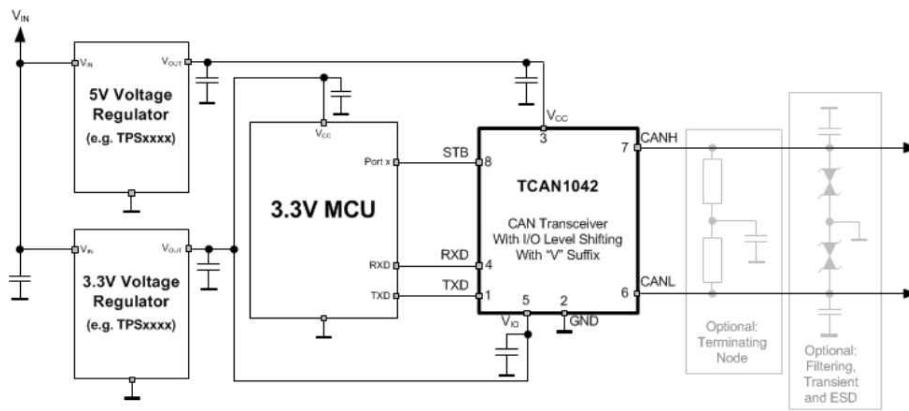 VIN
VIN
VOUT
5V Voltage
Regulator
(e.g. TPSxxxx)
VIN
VOUT
3.3V Voltage
Regulator
(e.g. TPSxxxx)
VCC
Port x
3.3V MCU
RXD
TXD
STB
RXD
TXD
VCC
3
8
7
TCAN1042
CAN Transceiver
With I/O Level Shifting
With “V” Suffix
4
1
5
2
6
VIO
GND
CANH
CANL
Optional:
Terminating
Node
Optional:
Filtering,
Transient
and ESD